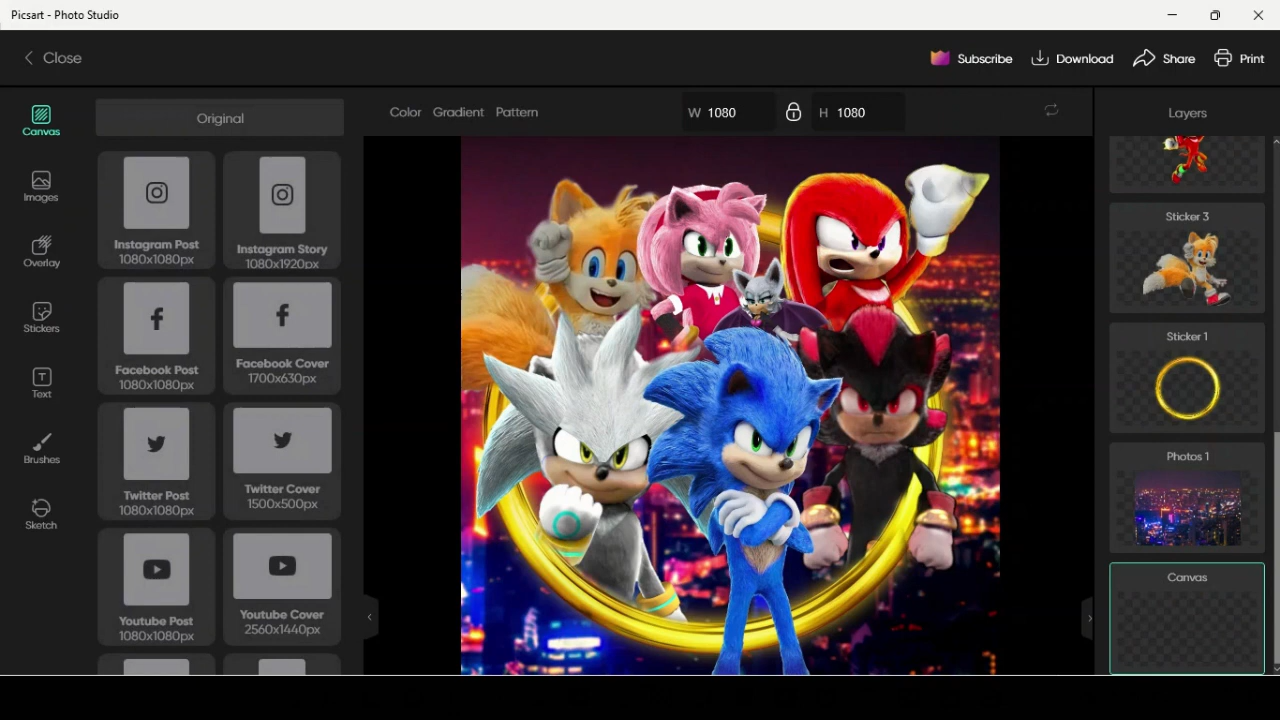 Picsart - Photo Studio
Close
Subscribe
Download
Share
Print
Canvas
Images
Overlay
Stickers
Text
Brushes
Sketch
Original
Instagram Post
1080x1080px
Instagram Story
1080x1920px
Facebook Post
1080x1080px
Facebook Cover
1700x630px
Twitter Post
1080x1080px
Twitter Cover
1500x500px
Youtube Post
1080x1080px
Youtube Cover
2560x1440px
Color Gradient Pattern
W 1080
H 1080
Layers
Sticker 3
Sticker 1
Photos 1
Canvas